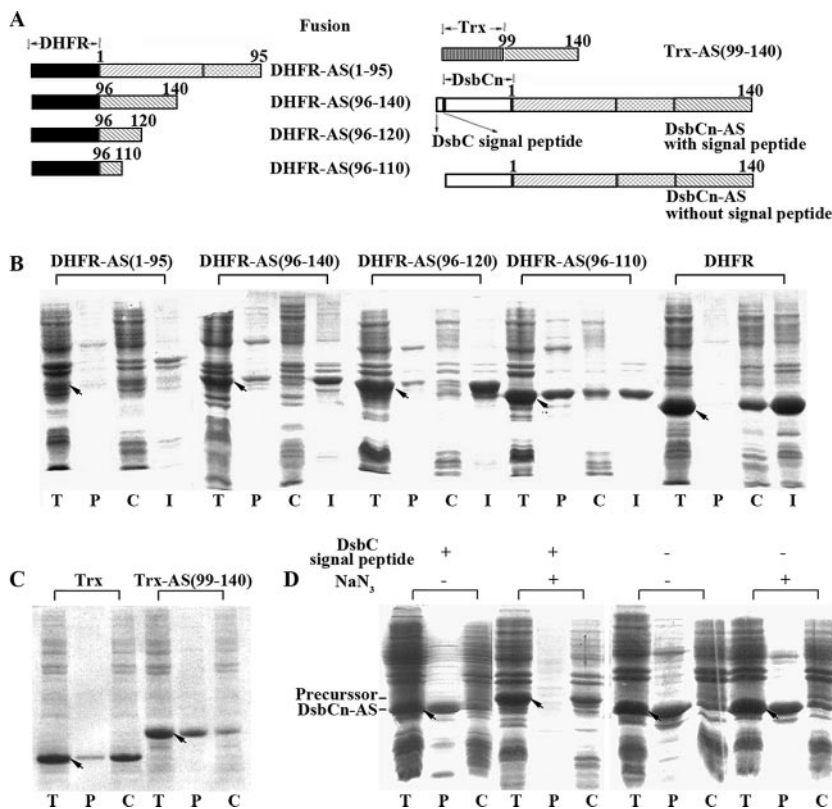 A
Fusion
DHFR
1 95
DHFR-AS(1-95)
96 140
DHFR-AS(96-140)
96 120
DHFR-AS(96-120)
96 110
DHFR-AS(96-110)
Trx
99 140
Trx-AS(99-140)
DsbCn
1 140
DsbC signal peptide
DsbCn-AS
with signal peptide
1 140
DsbCn-AS
without signal peptide
B
DHFR-AS(1-95) DHFR-AS(96-140) DHFR-AS(96-120) DHFR-AS(96-110) DHFR
T P C I T P C I T P C I T P C I T P C I
C
Trx Trx-AS(99-140)
T P C T P C
D
DsbC
signal peptide + + - -
NaN3 - + - +
Precurssor
DsbCn-AS
T P C T P C T P C T P C